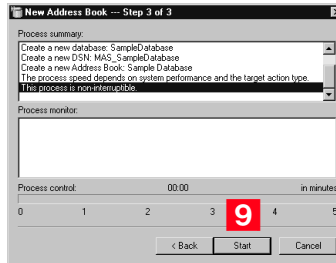 New Address Book --- Step 3 of 3
Process summary:
Create a new database: SampleDatabase
Create a new DSN: MAS_SampleDatabase
Create a new Address Book: Sample Database
The process speed depends on system performance and the target action type.
This process is non-interruptible.
Process monitor:
Process control: 00:00 in minutes
0 1 2 3 4 5
9
< Back Start Cancel